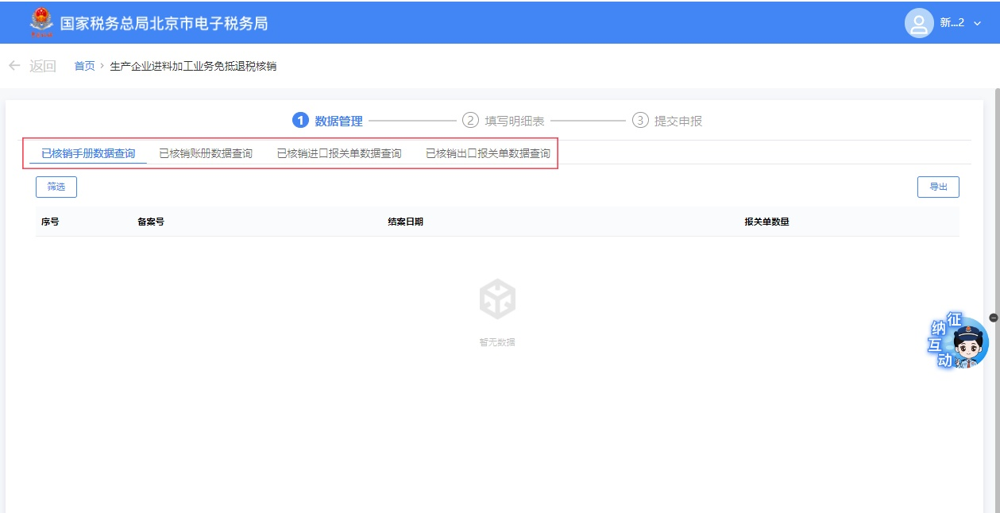 国家税务总局北京市电子税务局
新...2
返回 首页 > 生产企业进料加工业务免抵退税核销
1 数据管理 2 填写明细表 3 提交申报
已核销手册数据查询 已核销账册数据查询 已核销进口报关单数据查询 已核销出口报关单数据查询
筛选 导出
序号 备案号 结案日期 报关单数量
暂无数据
征纳互动